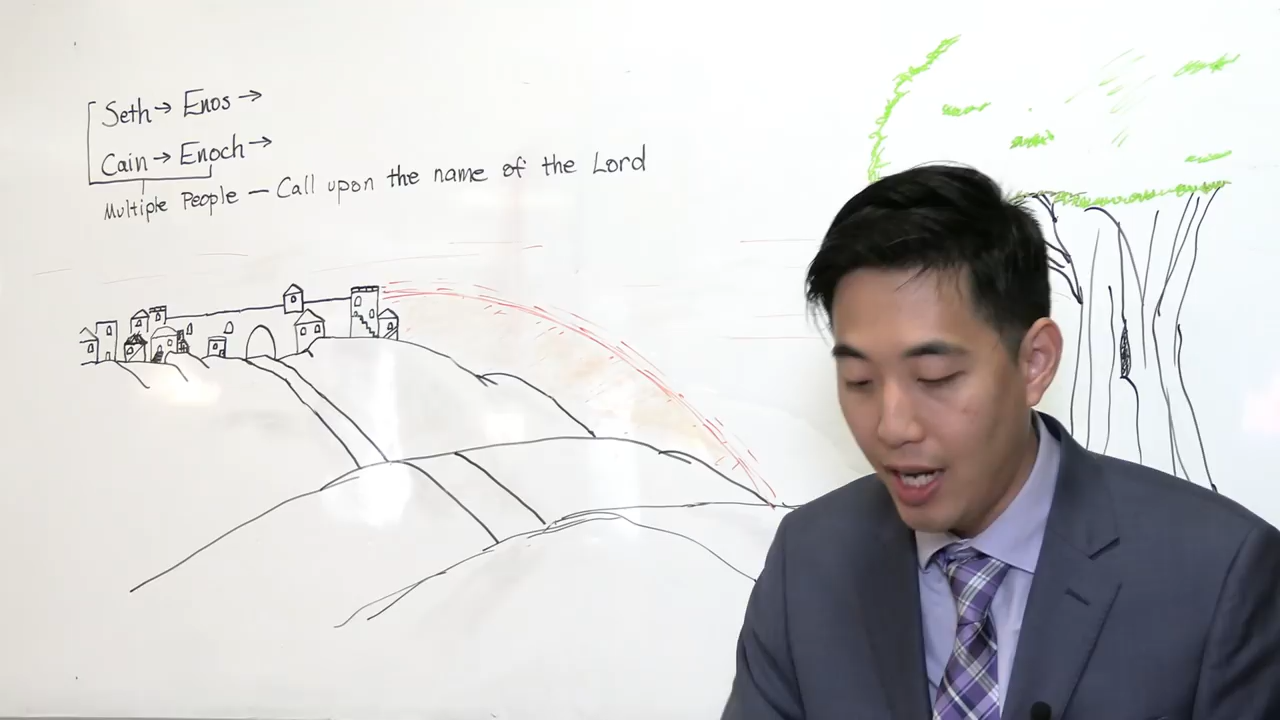 Seth → Enos →
Cain → Enoch →
Multiple People — Call upon the name of the Lord